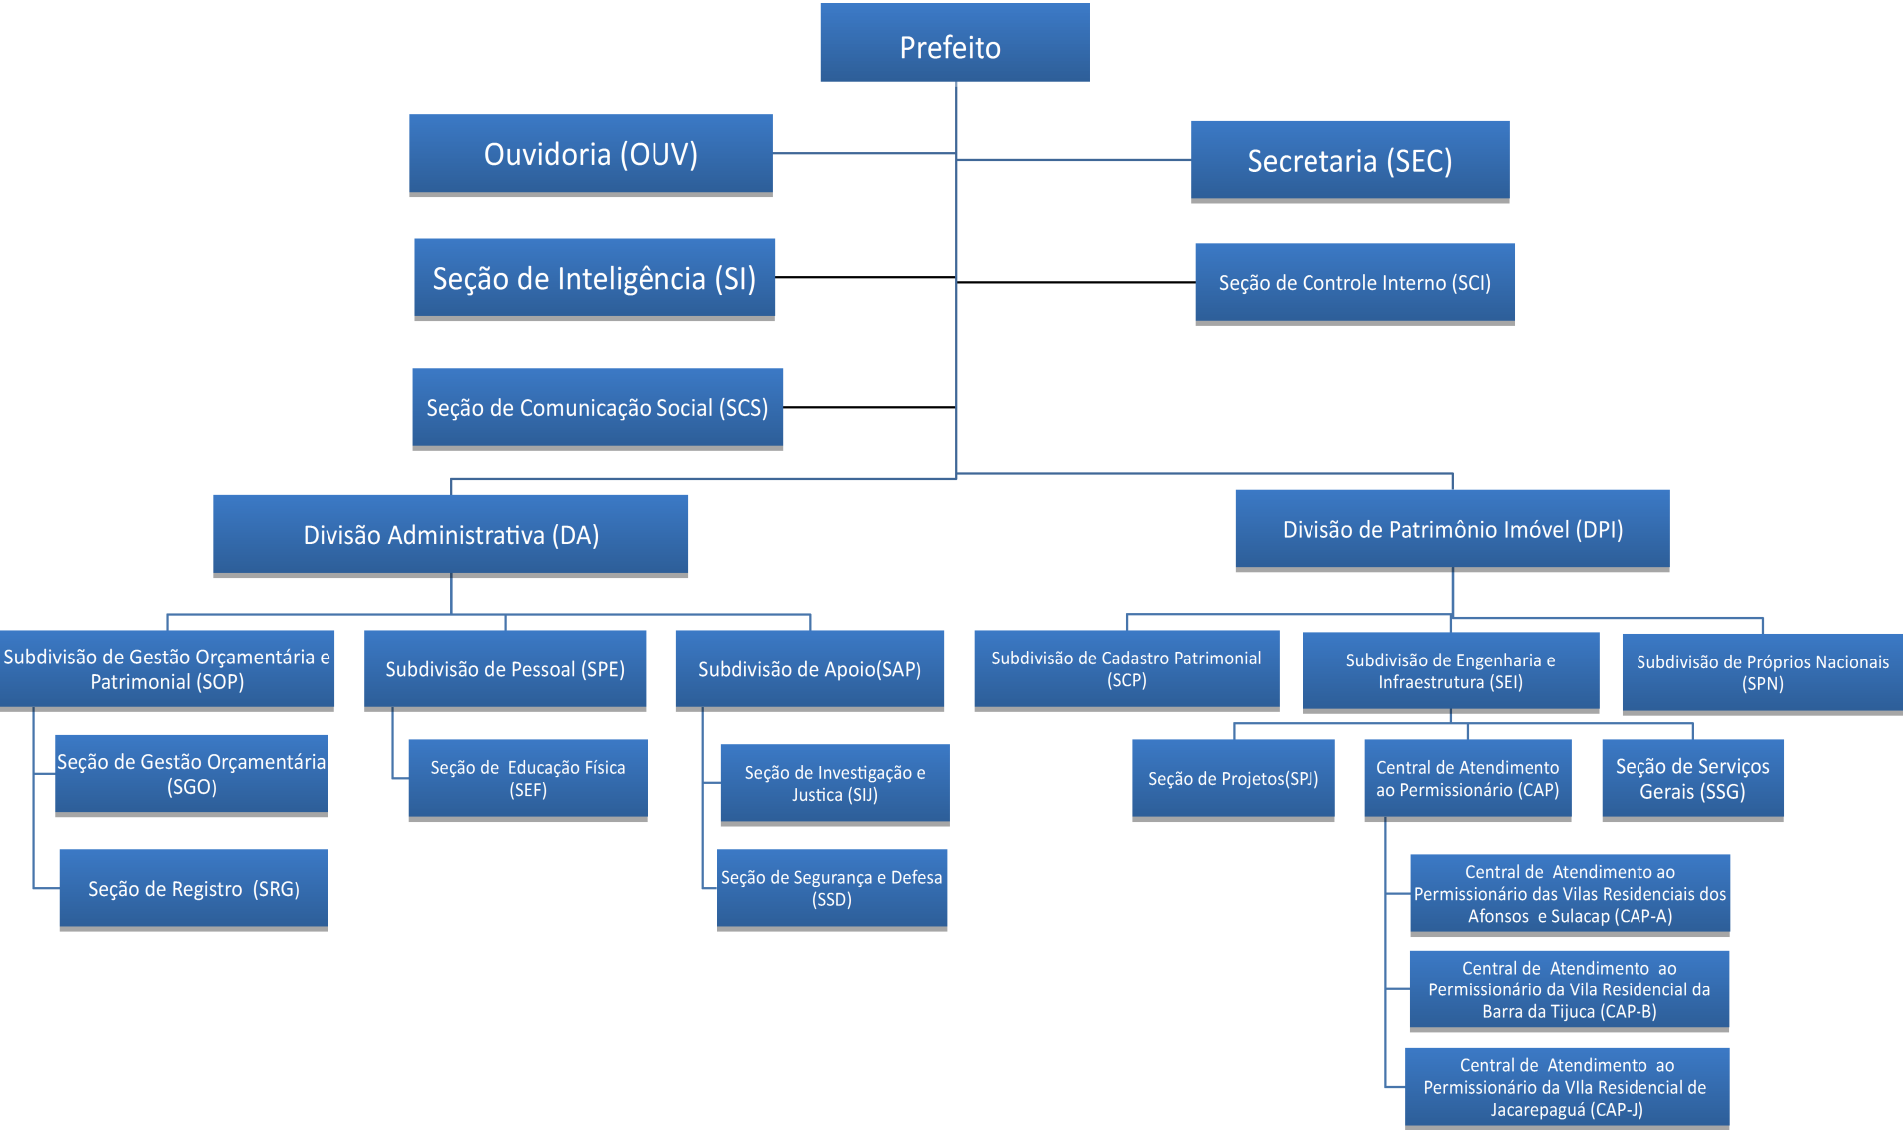 Prefeito
Ouvidoria (OUV)
Secretaria (SEC)
Seção de Inteligência (SI)
Seção de Controle Interno (SCI)
Seção de Comunicação Social (SCS)
Divisão Administrativa (DA)
Divisão de Patrimônio Imóvel (DPI)
Subdivisão de Gestão Orçamentária e
Patrimonial (SOP)
Subdivisão de Pessoal (SPE)
Subdivisão de Apoio(SAP)
Subdivisão de Cadastro Patrimonial
(SCP)
Subdivisão de Engenharia e
Infraestrutura (SEI)
Subdivisão de Próprios Nacionais
(SPN)
Seção de Gestão Orçamentária
(SGO)
Seção de Educação Física
(SEF)
Seção de Investigação e
Justica (SIJ)
Seção de Projetos(SPJ)
Central de Atendimento
ao Permissionário (CAP)
Seção de Serviços
Gerais (SSG)
Seção de Registro (SRG)
Seção de Segurança e Defesa
(SSD)
Central de Atendimento ao
Permissionário das Vilas Residenciais dos
Afonsos e Sulacap (CAP-A)
Central de Atendimento ao
Permissionário da Vila Residencial da
Barra da Tijuca (CAP-B)
Central de Atendimento ao
Permissionário da VIla Residencial de
Jacarepaguá (CAP-J)